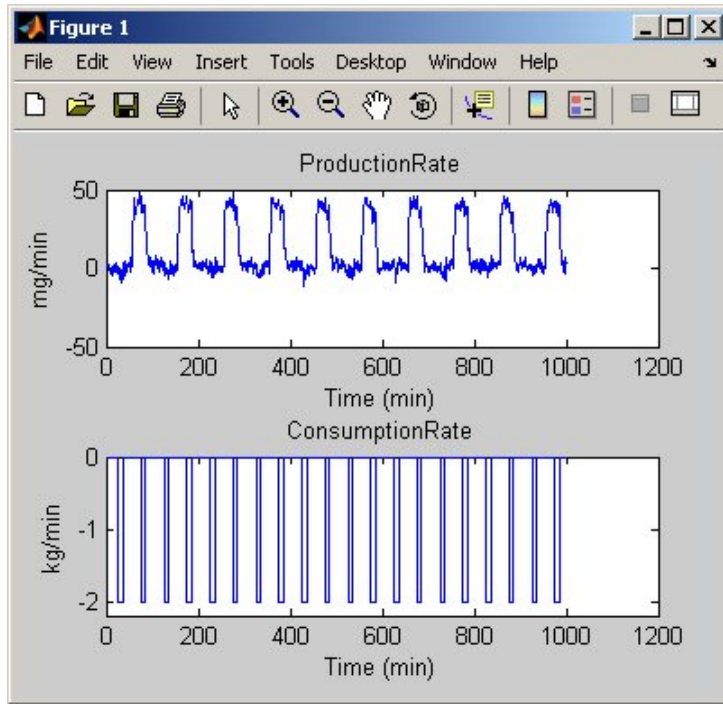 Figure 1
File Edit View Insert Tools Desktop Window Help
ProductionRate
50
0
-50
mg/min
0 200 400 600 800 1000 1200
Time (min)
ConsumptionRate
0
-1
-2
kg/min
0 200 400 600 800 1000 1200
Time (min)